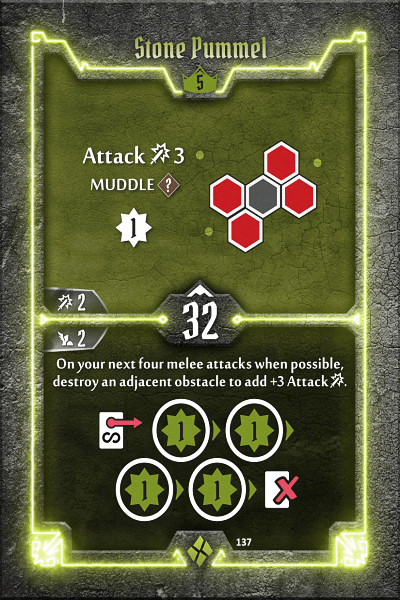 Stone Pummel
5
Attack 3
MUDDLE ?
1
2
32
2
On your next four melee attacks when possible,
destroy an adjacent obstacle to add +3 Attack.
S 1 1
1 1 X
137